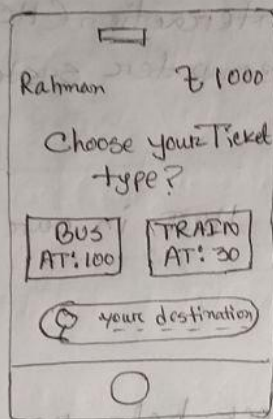 Rahman ₹ 1000
Choose your Ticket
type?
BUS TRAIN
AT: 100 AT: 30
your destination